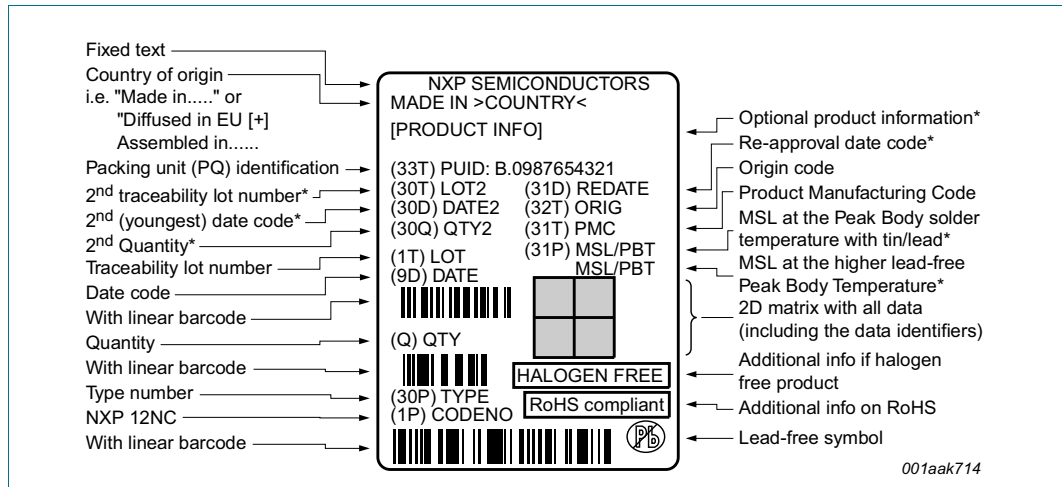 Fixed text
Country of origin
i.e. "Made in....." or
"Diffused in EU [+]
Assembled in......
Packing unit (PQ) identification
2nd traceability lot number*
2nd (youngest) date code*
2nd Quantity*
Traceability lot number
Date code
With linear barcode
Quantity
With linear barcode
Type number
NXP 12NC
With linear barcode
NXP SEMICONDUCTORS
MADE IN >COUNTRY<
[PRODUCT INFO]
(33T) PUID: B.0987654321
(30T) LOT2 (31D) REDATE
(30D) DATE2 (32T) ORIG
(30Q) QTY2 (31T) PMC
(31P) MSL/PBT
(1T) LOT MSL/PBT
(9D) DATE
(Q) QTY
HALOGEN FREE
(30P) TYPE
(1P) CODENO
RoHS compliant
Pb
Optional product information*
Re-approval date code*
Origin code
Product Manufacturing Code
MSL at the Peak Body solder
temperature with tin/lead*
MSL at the higher lead-free
Peak Body Temperature*
2D matrix with all data
(including the data identifiers)
Additional info if halogen
free product
Additional info on RoHS
Lead-free symbol
001aak714